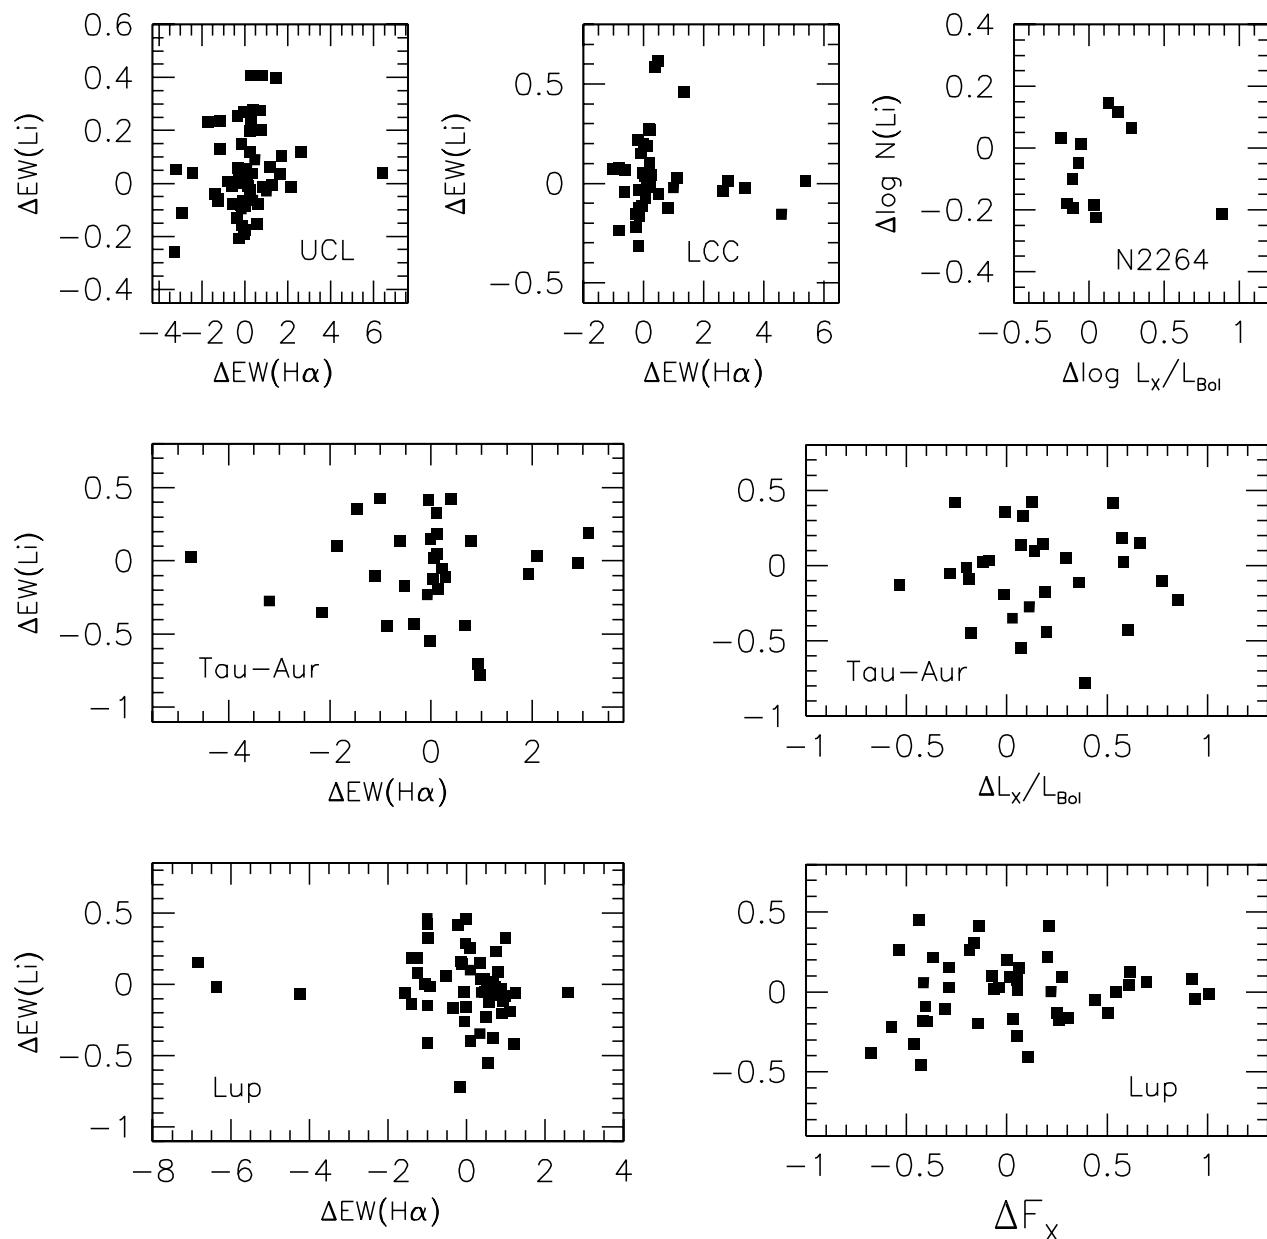 0.6 0.4 0.2 0 −0.2 −0.4
ΔEW(Li)
UCL
−4 −2 0 2 4 6
ΔEW(Hα)
0.5 0 −0.5
ΔEW(Li)
LCC
−2 0 2 4 6
ΔEW(Hα)
0.4 0.2 0 −0.2 −0.4
Δlog N(Li)
N2264
−0.5 0 0.5 1
Δlog L_X/L_Bol
0.5 0 −0.5 −1
ΔEW(Li)
Tau−Aur
−4 −2 0 2
ΔEW(Hα)
0.5 0 −0.5 −1
Tau−Aur
−1 −0.5 0 0.5 1
ΔL_X/L_Bol
0.5 0 −0.5 −1
ΔEW(Li)
Lup
−8 −6 −4 −2 0 2 4
ΔEW(Hα)
0.5 0 −0.5
Lup
−1 −0.5 0 0.5 1
ΔF_X